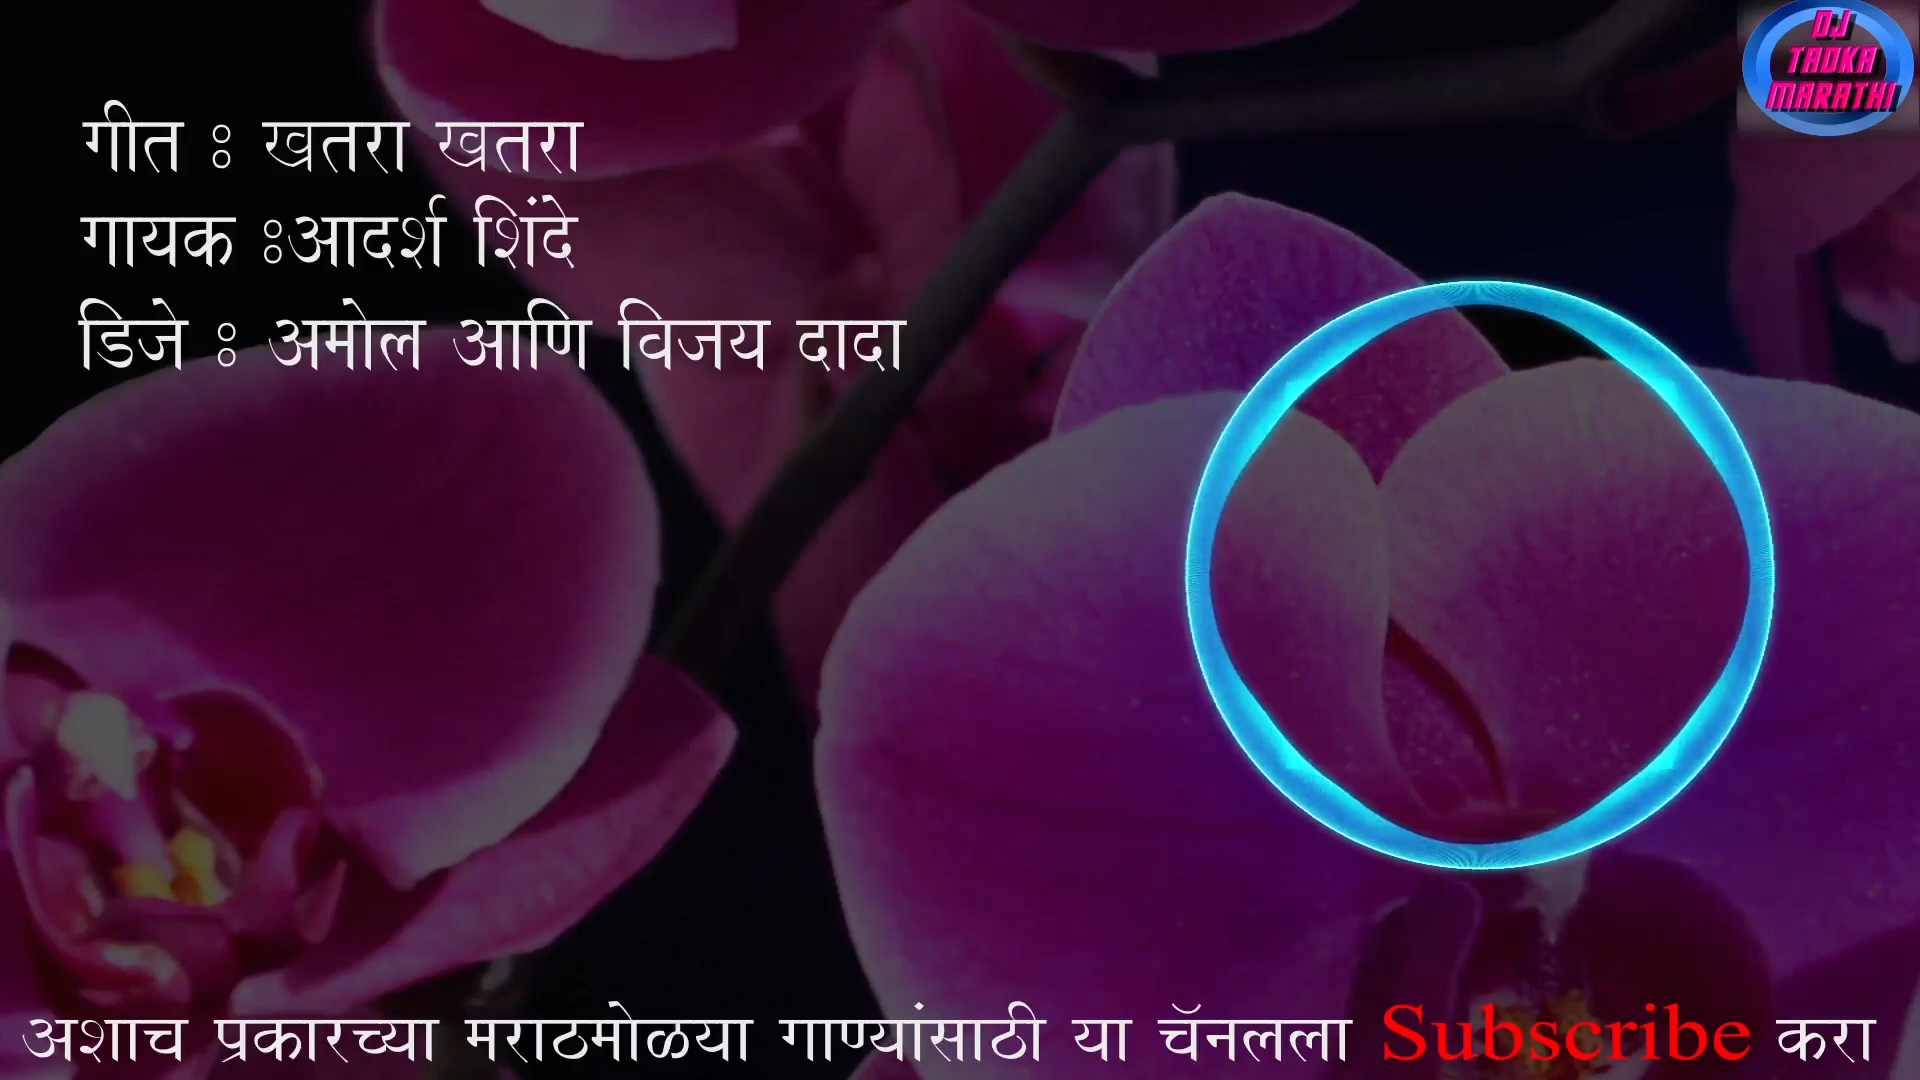 DJ
TADKA
MARATHI
गीत : खतरा खतरा
गायक :आदर्श शिंदे
डिजे : अमोल आणि विजय दादा
अशाच प्रकारच्या मराठमोळया गाण्यांसाठी या चॅनलला Subscribe करा